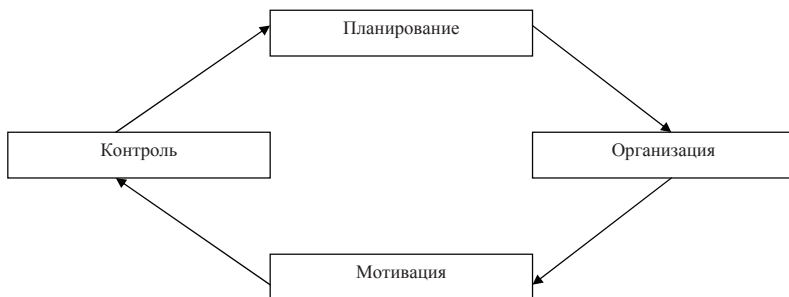 Планирование
Контроль
Организация
Мотивация